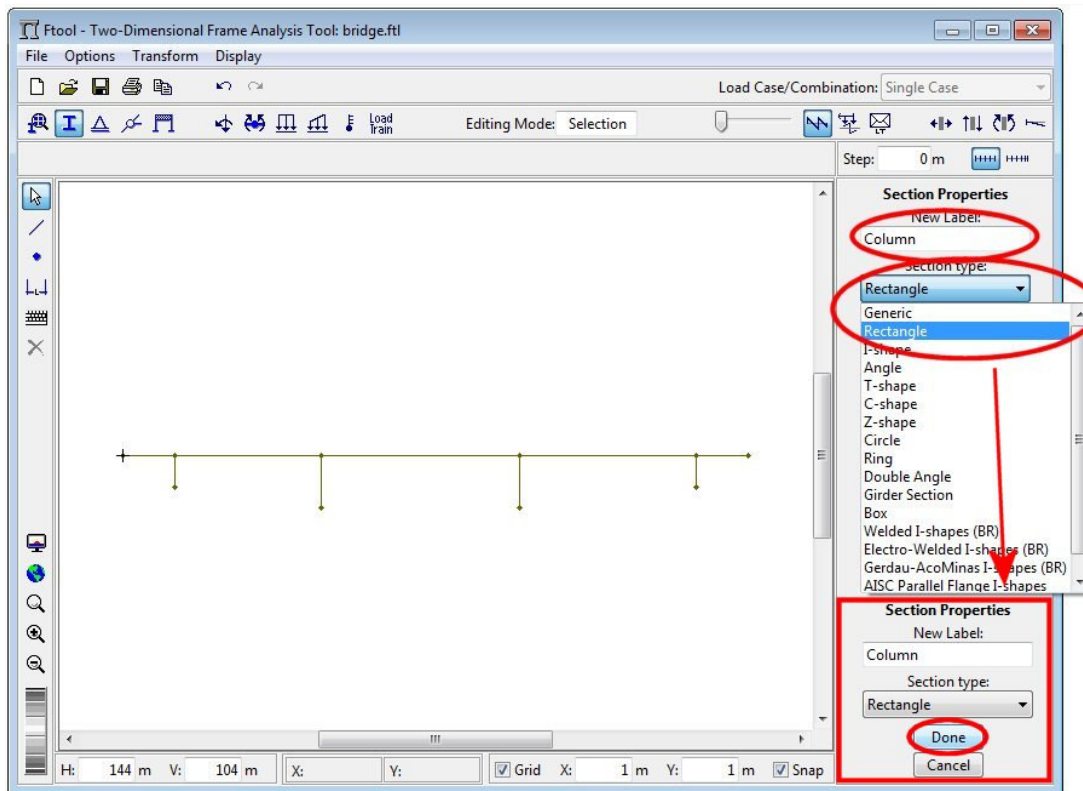 Ftool - Two-Dimensional Frame Analysis Tool: bridge.ftl
File Options Transform Display
Load Case/Combination: Single Case
Load Train
Editing Mode: Selection
Step: 0 m
Section Properties
New Label:
Column
Section type:
Rectangle
Generic
Rectangle
I-shape
Angle
T-shape
C-shape
Z-shape
Circle
Ring
Double Angle
Girder Section
Box
Welded I-shapes (BR)
Electro-Welded I-shapes (BR)
Gerdau-AcoMinas I-shapes (BR)
AISC Parallel Flange I-shapes
Section Properties
New Label:
Column
Section type:
Rectangle
Done
Cancel
H: 144 m V: 104 m X: Y: Grid X: 1 m Y: 1 m Snap